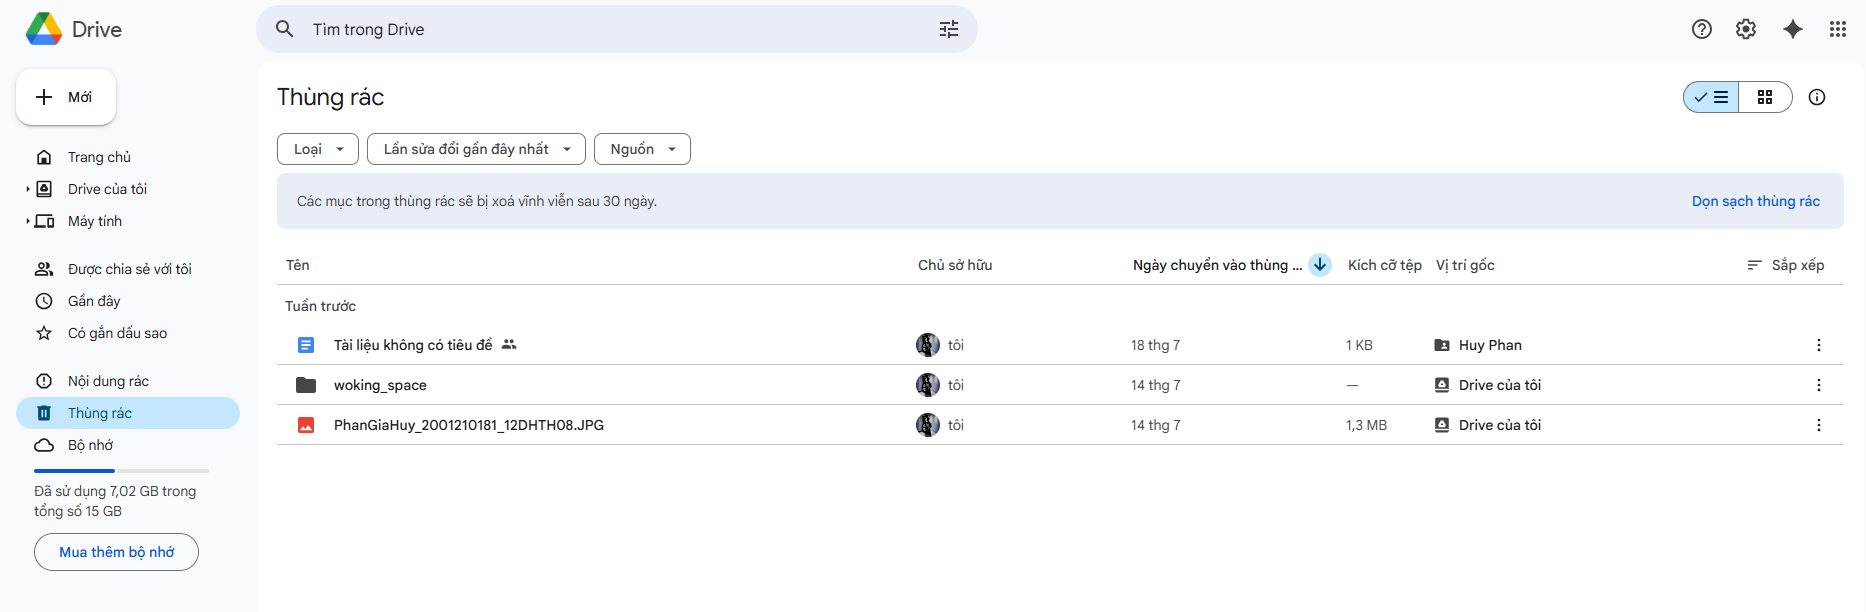 Drive
Tìm trong Drive
Mới
Trang chủ
Drive của tôi
Máy tính
Được chia sẻ với tôi
Gần đây
Có gắn dấu sao
Nội dung rác
Thùng rác
Bộ nhớ
Đã sử dụng 7,02 GB trong
tổng số 15 GB
Mua thêm bộ nhớ
Thùng rác
Loại Lần sửa đổi gần đây nhất Nguồn
Các mục trong thùng rác sẽ bị xoá vĩnh viễn sau 30 ngày. Dọn sạch thùng rác
Tên Chủ sở hữu Ngày chuyển vào thùng ... Kích cỡ tệp Vị trí gốc Sắp xếp
Tuần trước
Tài liệu không có tiêu đề tôi 18 thg 7 1 KB Huy Phan
woking_space tôi 14 thg 7 — Drive của tôi
PhanGiaHuy_2001210181_12DHTH08.JPG tôi 14 thg 7 1,3 MB Drive của tôi